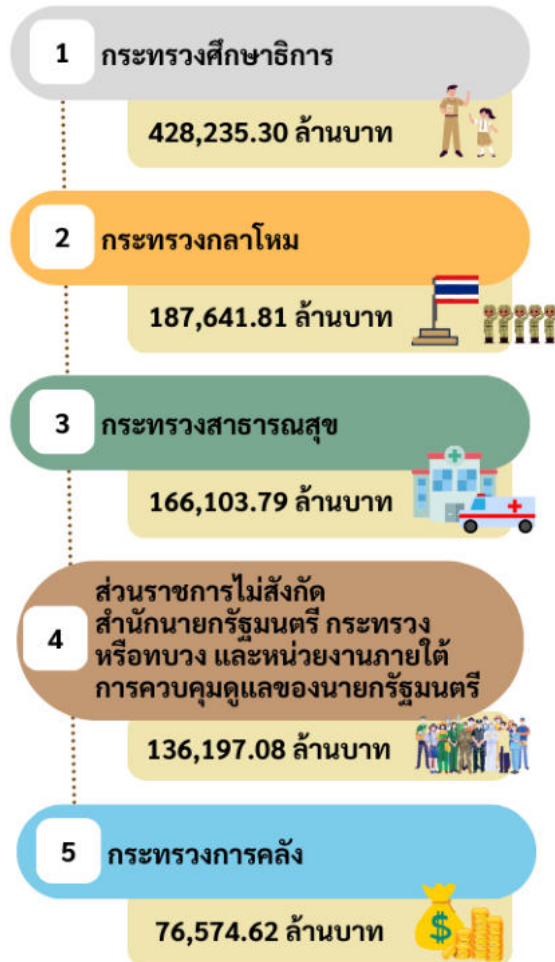 1 กระทรวงศึกษาธิการ
428,235.30 ล้านบาท
2 กระทรวงกลาโหม
187,641.81 ล้านบาท
3 กระทรวงสาธารณสุข
166,103.79 ล้านบาท
4 ส่วนราชการไม่สังกัด
สำนักนายกรัฐมนตรี กระทรวง
หรือทบวง และหน่วยงานภายใต้
การควบคุมดูแลของนายกรัฐมนตรี
136,197.08 ล้านบาท
5 กระทรวงการคลัง
76,574.62 ล้านบาท
$